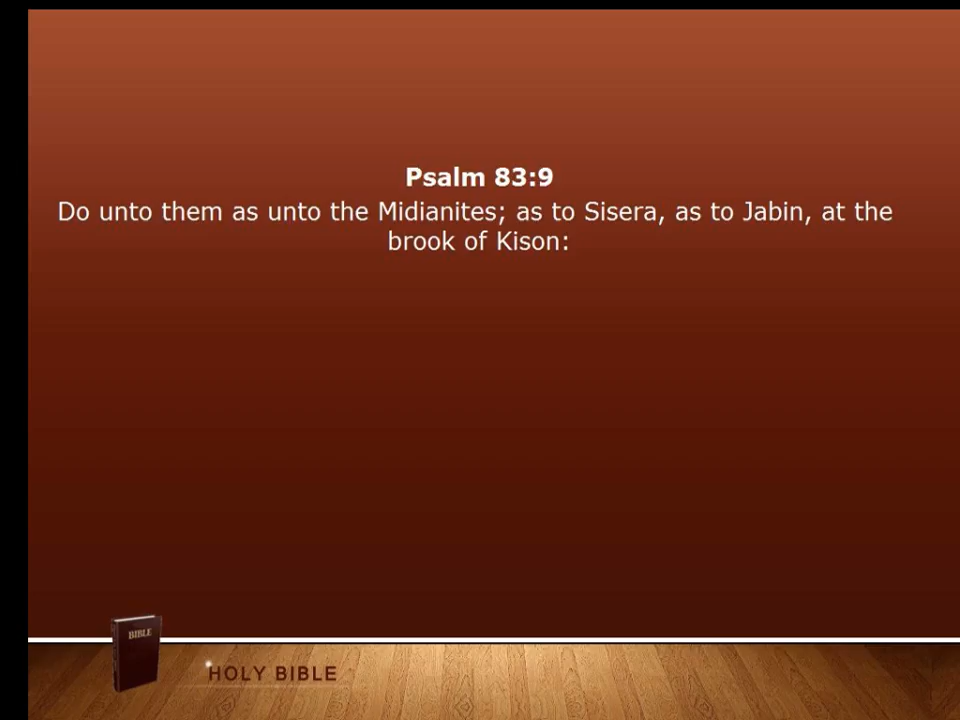 Psalm 83:9
Do unto them as unto the Midianites; as to Sisera, as to Jabin, at the
brook of Kison:
BIBLE
HOLY BIBLE